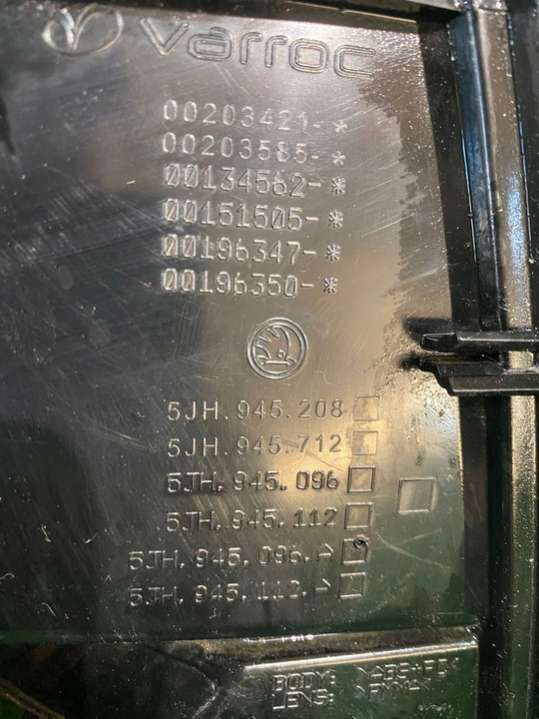 varroc
00203421-*
00203585-*
00134562-*
00151505-*
00196347-*
00196350-*
5JH.945.208
5JH.945.712
5JH.945.096
5JH.945.112
5JH.945.096.A
5JH.945.112.A
BODY:
LENS: >PMMA<